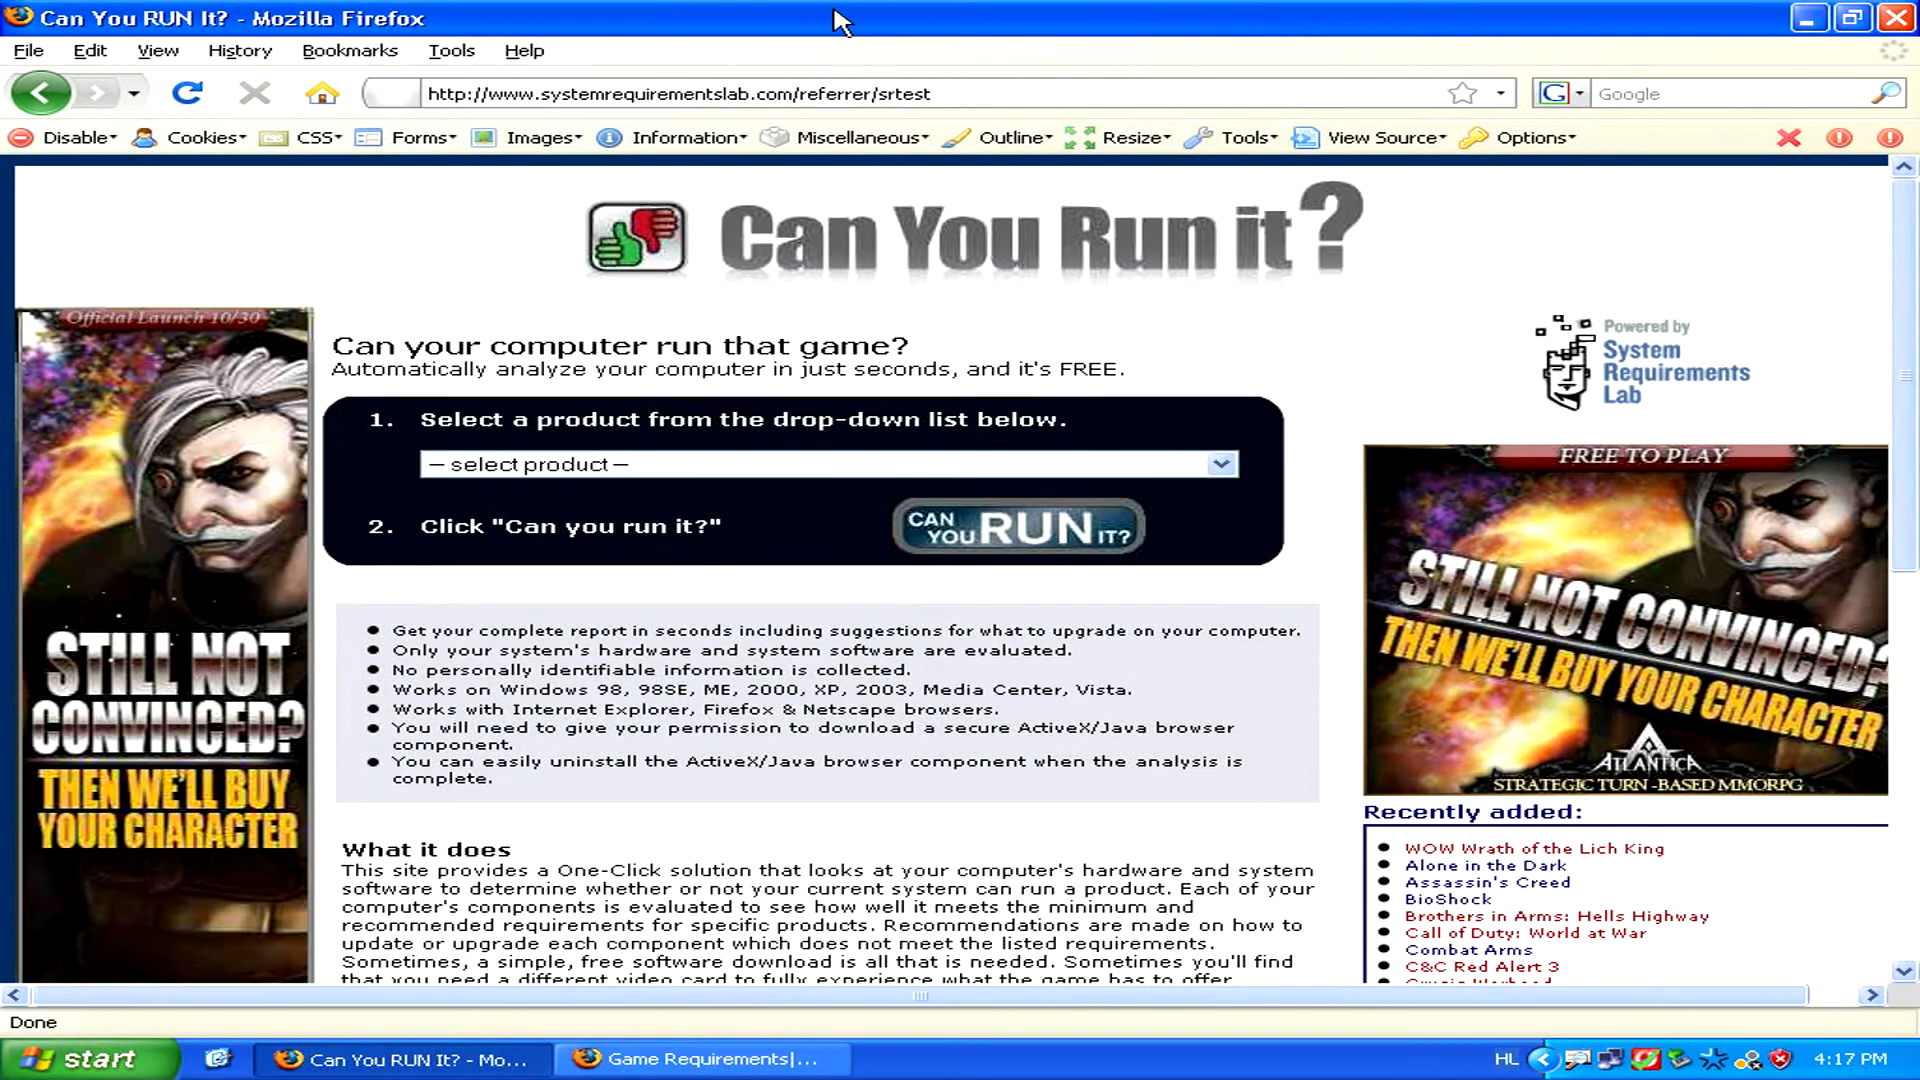 Can You RUN It? - Mozilla Firefox
File Edit View History Bookmarks Tools Help
http://www.systemrequirementslab.com/referrer/srtest
G
Google
Disable Cookies CSS Forms Images Information Miscellaneous Outline Resize Tools View Source Options
Can You Run it?
Official Launch 10/30
STILL NOT
CONVINCED?
THEN WE'LL BUY
YOUR CHARACTER
Can your computer run that game?
Automatically analyze your computer in just seconds, and it's FREE.
1. Select a product from the drop-down list below.
— select product —
2. Click "Can you run it?"
CAN YOU RUN IT?
Powered by
System
Requirements
Lab
Get your complete report in seconds including suggestions for what to upgrade on your computer.
Only your system's hardware and system software are evaluated.
No personally identifiable information is collected.
Works on Windows 98, 98SE, ME, 2000, XP, 2003, Media Center, Vista.
Works with Internet Explorer, Firefox & Netscape browsers.
You will need to give your permission to download a secure ActiveX/Java browser
component.
You can easily uninstall the ActiveX/Java browser component when the analysis is
complete.
What it does
This site provides a One-Click solution that looks at your computer's hardware and system
software to determine whether or not your current system can run a product. Each of your
computer's components is evaluated to see how well it meets the minimum and
recommended requirements for specific products. Recommendations are made on how to
update or upgrade each component which does not meet the listed requirements.
Sometimes, a simple, free software download is all that is needed. Sometimes you'll find
that you need a different video card to fully experience what the game has to offer
FREE TO PLAY
STILL NOT CONVINCED?
THEN WE'LL BUY YOUR CHARACTER
ATLANTICA
STRATEGIC TURN-BASED MMORPG
Recently added:
WOW Wrath of the Lich King
Alone in the Dark
Assassin's Creed
BioShock
Brothers in Arms: Hells Highway
Call of Duty: World at War
Combat Arms
C&C Red Alert 3
Done
start
Can You RUN It? - Mo...
Game Requirements|...
HL
4:17 PM